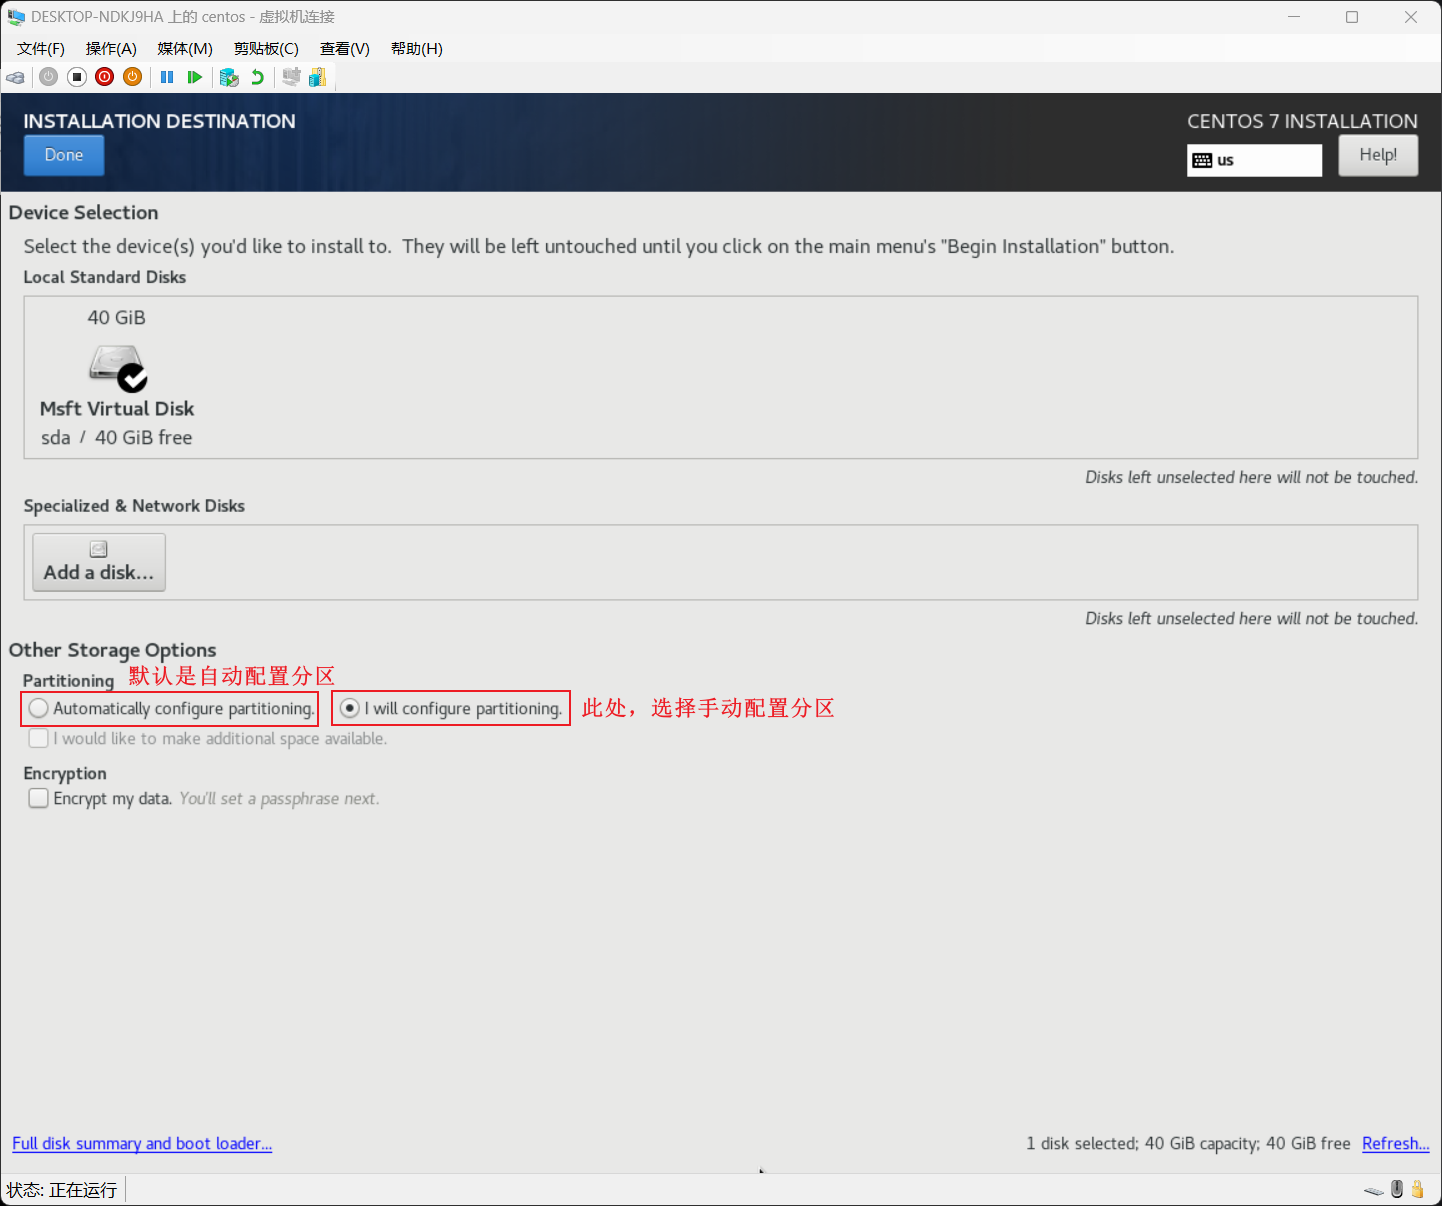 DESKTOP-NDKJ9HA 上的 centos - 虚拟机连接
文件(F) 操作(A) 媒体(M) 剪贴板(C) 查看(V) 帮助(H)
INSTALLATION DESTINATION
CENTOS 7 INSTALLATION
Done
us
Help!
Device Selection
Select the device(s) you'd like to install to. They will be left untouched until you click on the main menu's "Begin Installation" button.
Local Standard Disks
40 GiB
Msft Virtual Disk
sda / 40 GiB free
Disks left unselected here will not be touched.
Specialized & Network Disks
Add a disk...
Disks left unselected here will not be touched.
Other Storage Options
Partitioning 默认是自动配置分区
Automatically configure partitioning. I will configure partitioning. 此处，选择手动配置分区
I would like to make additional space available.
Encryption
Encrypt my data. You'll set a passphrase next.
Full disk summary and boot loader... 1 disk selected; 40 GiB capacity; 40 GiB free Refresh...
状态: 正在运行